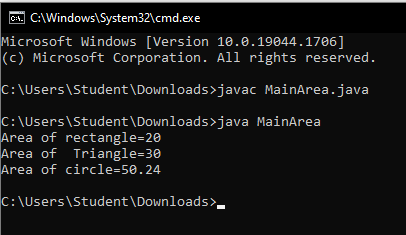 C:\Windows\System32\cmd.exe
Microsoft Windows [Version 10.0.19044.1706]
(c) Microsoft Corporation. All rights reserved.
C:\Users\Student\Downloads>javac MainArea.java
C:\Users\Student\Downloads>java MainArea
Area of rectangle=20
Area of  Triangle=30
Area of circle=50.24
C:\Users\Student\Downloads>